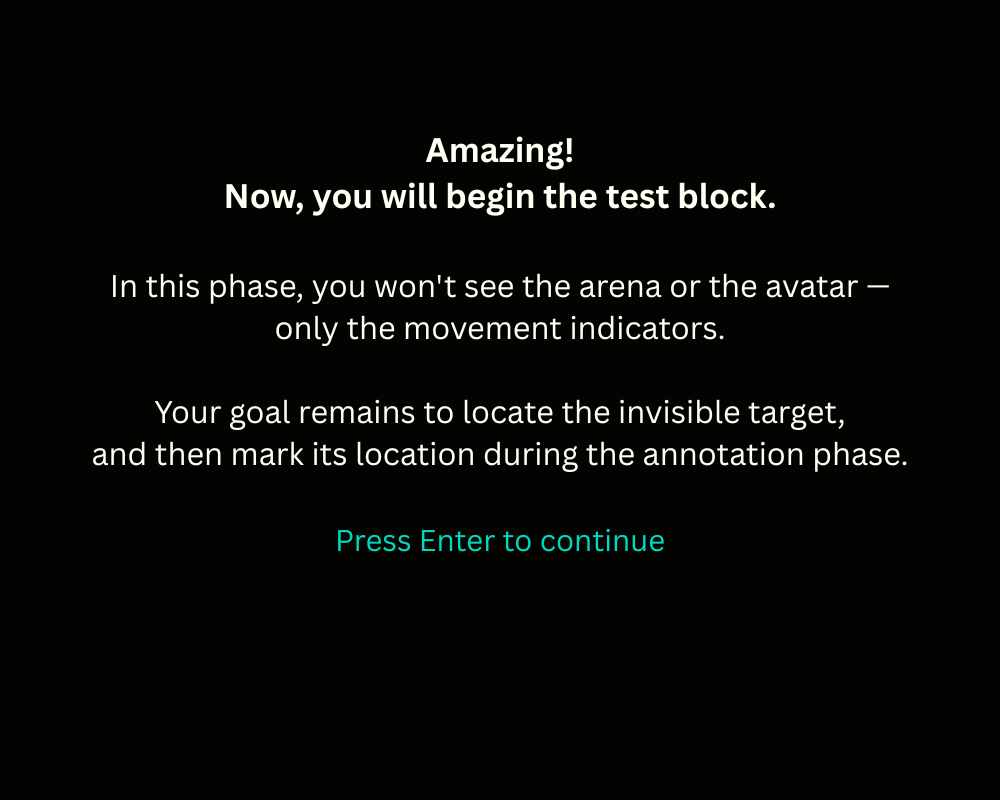 Amazing!
Now, you will begin the test block.
In this phase, you won't see the arena or the avatar —
only the movement indicators.
Your goal remains to locate the invisible target,
and then mark its location during the annotation phase.
Press Enter to continue